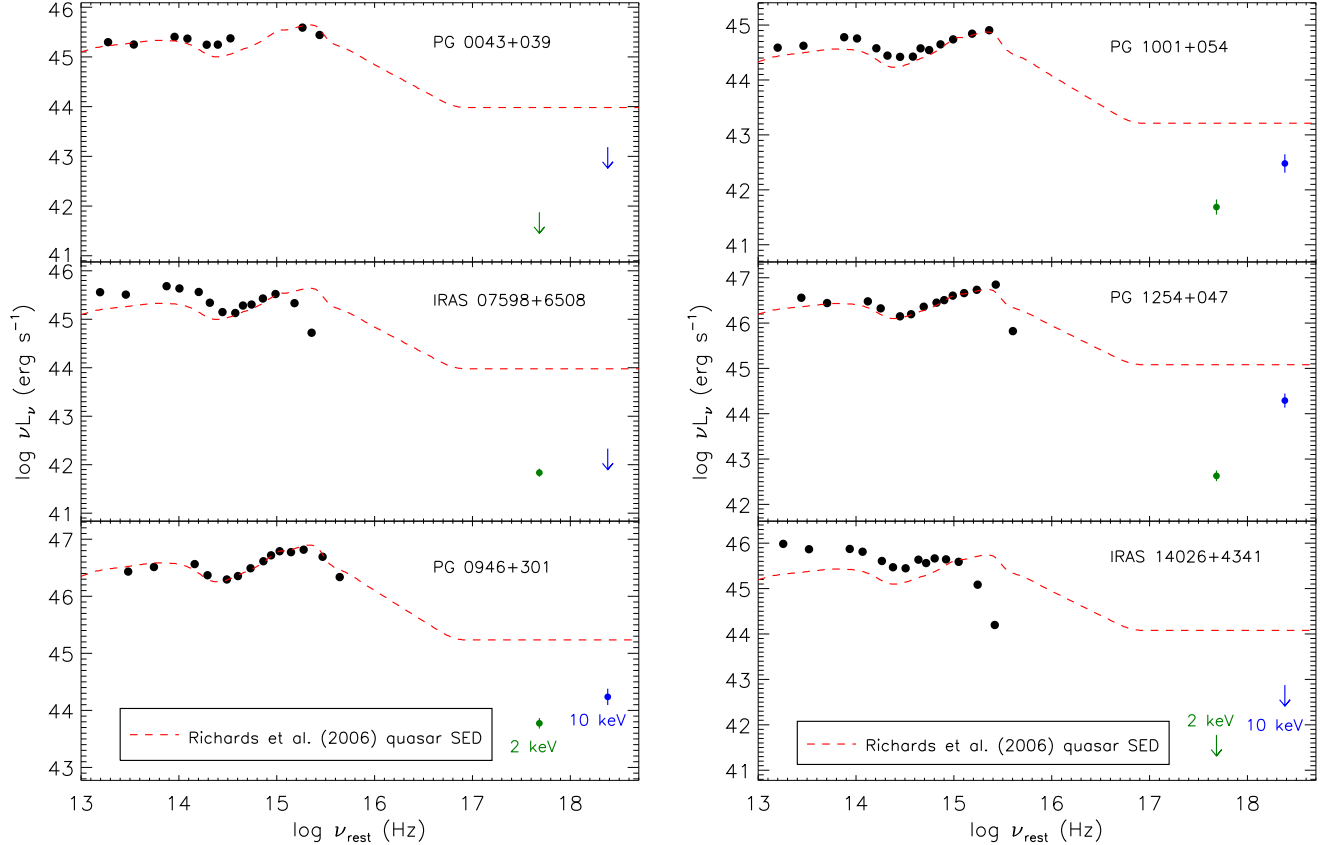 46
45
44
43
42
41
PG 0043+039
46
45
44
43
42
41
IRAS 07598+6508
47
46
45
44
43
PG 0946+301
10 keV
2 keV
Richards et al. (2006) quasar SED
13 14 15 16 17 18
log ν_rest (Hz)
log νL_ν (erg s⁻¹)
45
44
43
42
41
PG 1001+054
47
46
45
44
43
42
PG 1254+047
46
45
44
43
42
41
IRAS 14026+4341
2 keV
10 keV
Richards et al. (2006) quasar SED
13 14 15 16 17 18
log ν_rest (Hz)
log νL_ν (erg s⁻¹)